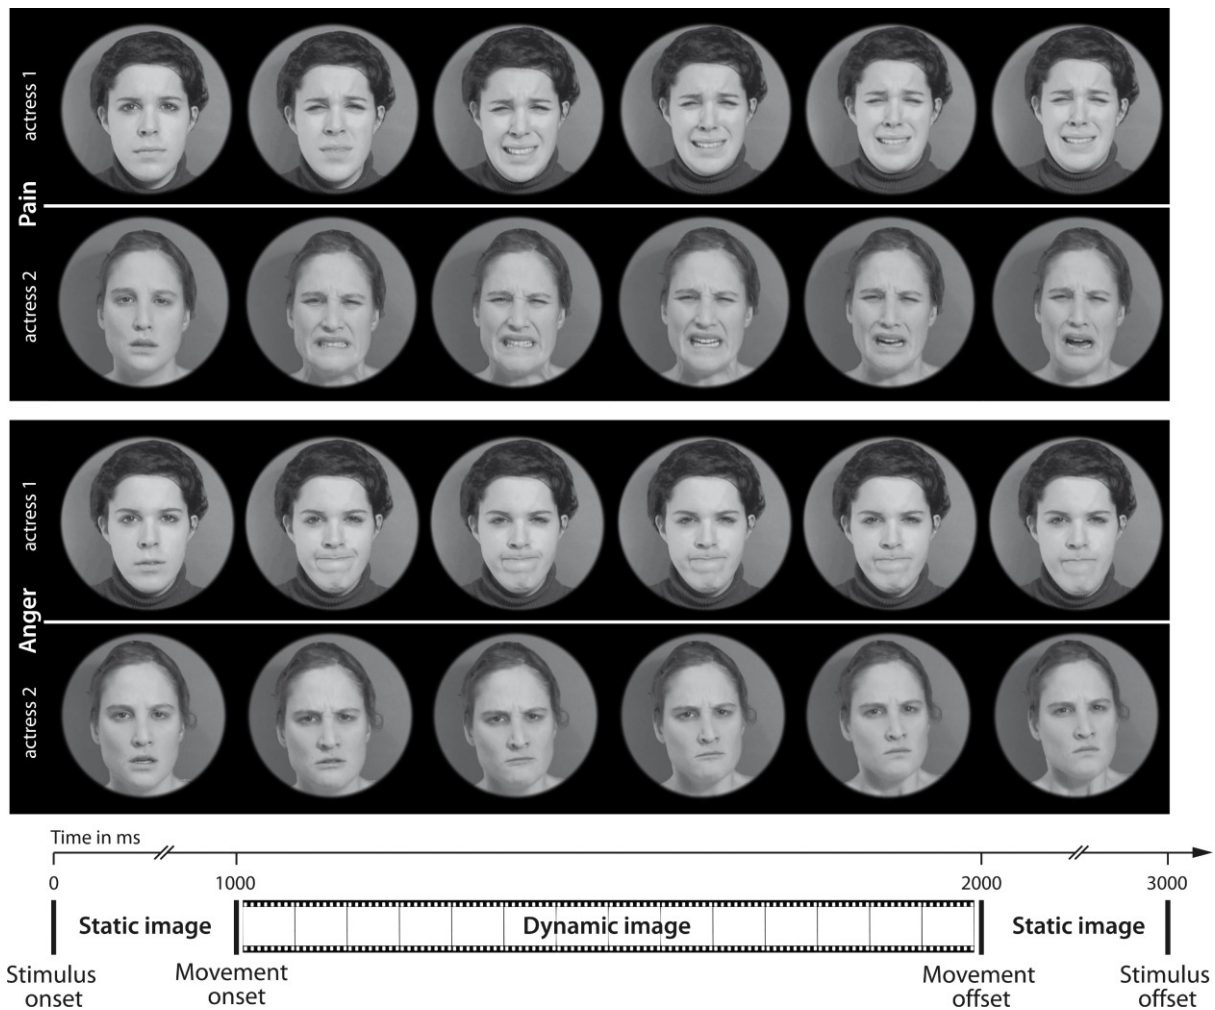 Pain
actress 1
actress 2
Anger
actress 1
actress 2
Time in ms
0
1000
2000
3000
Static image
Dynamic image
Static image
Stimulus
onset
Movement
onset
Movement
offset
Stimulus
offset